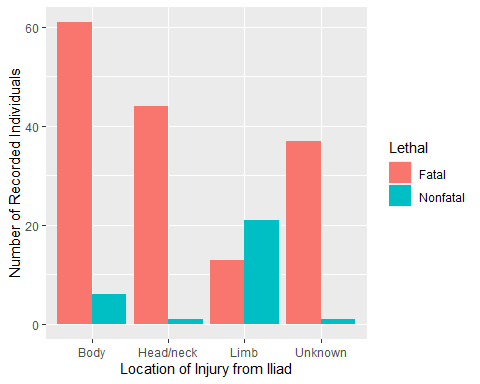 Number of Recorded Individuals
60
40
20
0
Body Head/neck Limb Unknown
Location of Injury from Iliad
Lethal
Fatal
Nonfatal